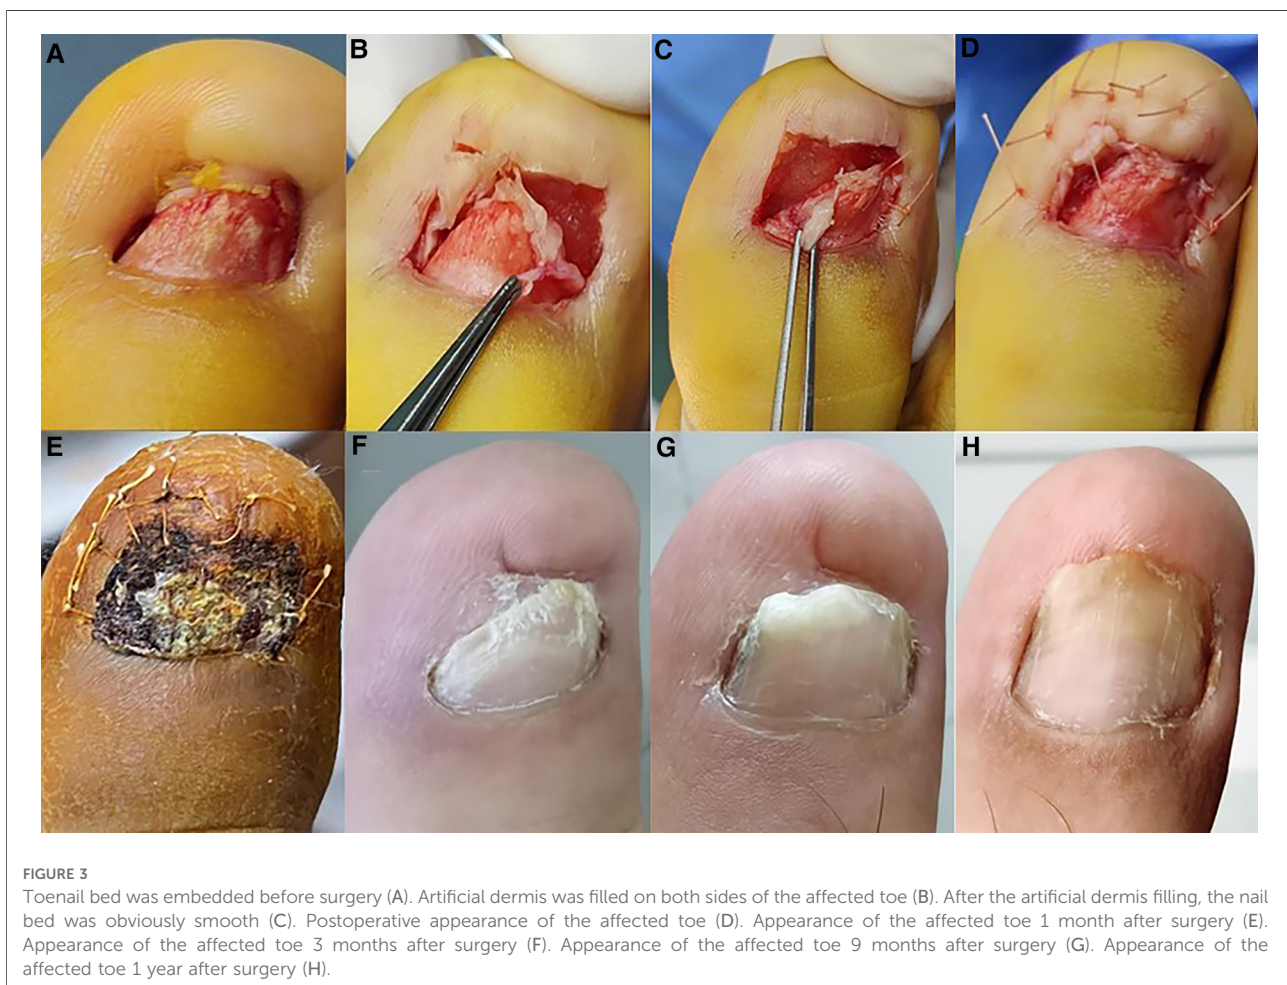 A B C D
E F G H
FIGURE 3
Toenail bed was embedded before surgery (A). Artificial dermis was filled on both sides of the affected toe (B). After the artificial dermis filling, the nail
bed was obviously smooth (C). Postoperative appearance of the affected toe (D). Appearance of the affected toe 1 month after surgery (E).
Appearance of the affected toe 3 months after surgery (F). Appearance of the affected toe 9 months after surgery (G). Appearance of the
affected toe 1 year after surgery (H).